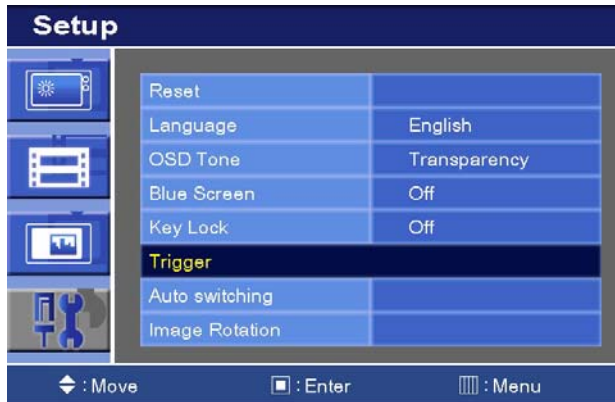 Setup
Reset
Language English
OSD Tone Transparency
Blue Screen Off
Key Lock Off
Trigger
Auto switching
Image Rotation
: Move : Enter : Menu